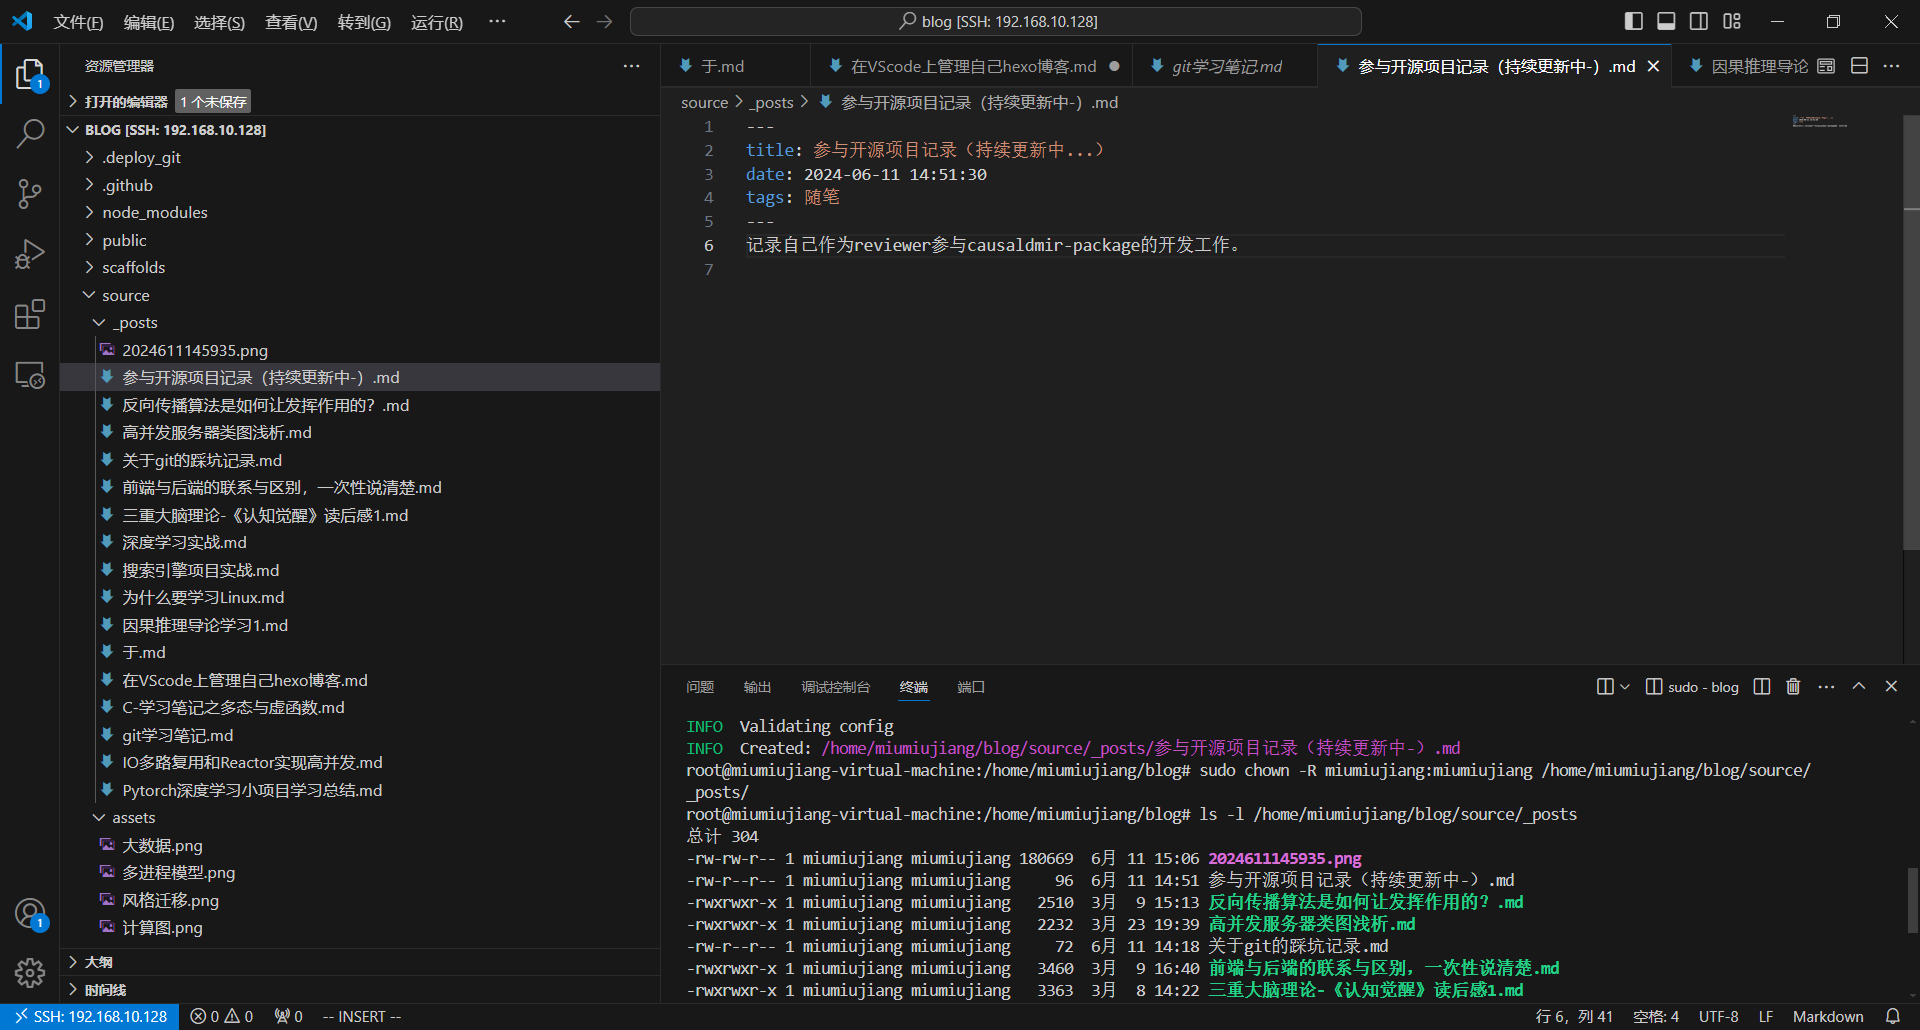 文件(F) 编辑(E) 选择(S) 查看(V) 转到(G) 运行(R) ··· blog [SSH: 192.168.10.128]
资源管理器
打开的编辑器 1 个未保存
BLOG [SSH: 192.168.10.128]
.deploy_git
.github
node_modules
public
scaffolds
source
_posts
2024611145935.png
参与开源项目记录（持续更新中-）.md
反向传播算法是如何让发挥作用的？.md
高并发服务器类图浅析.md
关于git的踩坑记录.md
前端与后端的联系与区别，一次性说清楚.md
三重大脑理论-《认知觉醒》读后感1.md
深度学习实战.md
搜索引擎项目实战.md
为什么要学习Linux.md
因果推理导论学习1.md
于.md
在VScode上管理自己hexo博客.md
C-学习笔记之多态与虚函数.md
git学习笔记.md
IO多路复用和Reactor实现高并发.md
Pytorch深度学习小项目学习总结.md
assets
大数据.png
多进程模型.png
风格迁移.png
计算图.png
大纲
时间线
1
1
于.md 在VScode上管理自己hexo博客.md git学习笔记.md 参与开源项目记录（持续更新中-）.md 因果推理导论
source > _posts > 参与开源项目记录（持续更新中-）.md
1 ---
2 title: 参与开源项目记录（持续更新中...）
3 date: 2024-06-11 14:51:30
4 tags: 随笔
5 ---
6 记录自己作为reviewer参与causaldmir-package的开发工作。
7
问题 输出 调试控制台 终端 端口 sudo - blog
INFO  Validating config
INFO  Created: /home/miumiujiang/blog/source/_posts/参与开源项目记录（持续更新中-）.md
root@miumiujiang-virtual-machine:/home/miumiujiang/blog# sudo chown -R miumiujiang:miumiujiang /home/miumiujiang/blog/source/
_posts/
root@miumiujiang-virtual-machine:/home/miumiujiang/blog# ls -l /home/miumiujiang/blog/source/_posts
总计 304
-rw-rw-r-- 1 miumiujiang miumiujiang 180669  6月 11 15:06 2024611145935.png
-rw-r--r-- 1 miumiujiang miumiujiang     96  6月 11 14:51 参与开源项目记录（持续更新中-）.md
-rwxrwxr-x 1 miumiujiang miumiujiang   2510  3月  9 15:13 反向传播算法是如何让发挥作用的？.md
-rwxrwxr-x 1 miumiujiang miumiujiang   2232  3月 23 19:39 高并发服务器类图浅析.md
-rw-r--r-- 1 miumiujiang miumiujiang     72  6月 11 14:18 关于git的踩坑记录.md
-rwxrwxr-x 1 miumiujiang miumiujiang   3460  3月  9 16:40 前端与后端的联系与区别，一次性说清楚.md
-rwxrwxr-x 1 miumiujiang miumiujiang   3363  3月  8 14:22 三重大脑理论-《认知觉醒》读后感1.md
SSH: 192.168.10.128 0 0 0 -- INSERT -- 行 6，列 41 空格: 4 UTF-8 LF Markdown